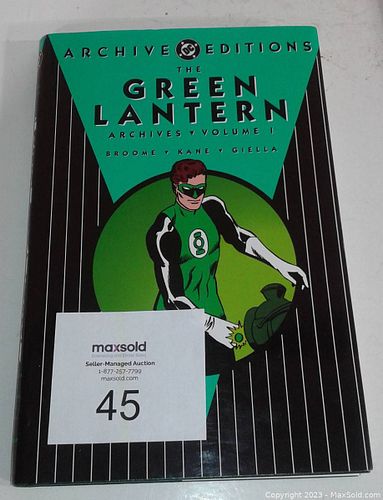 ARCHIVE DC EDITIONS
THE
GREEN
LANTERN
ARCHIVES • VOLUME 1
BROOME • KANE • GIELLA
maxsold
Seller-Managed Auction
1-877-257-7799
maxsold.com
45
Copyright 2023 - MaxSold.com